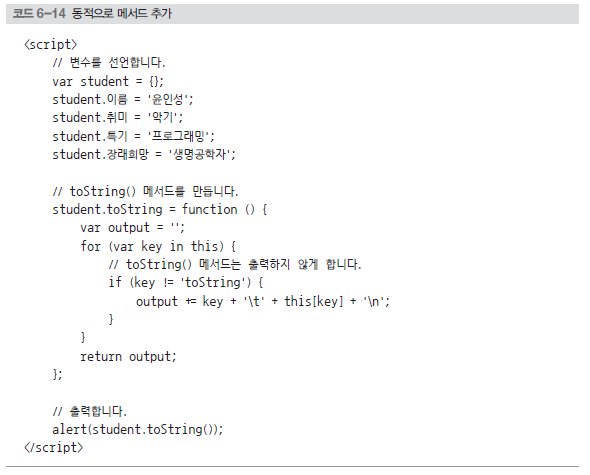 코드 6-14 동적으로 메서드 추가
<script>
    // 변수를 선언합니다.
    var student = {};
    student.이름 = '윤인성';
    student.취미 = '악기';
    student.특기 = '프로그래밍';
    student.장래희망 = '생명공학자';

    // toString() 메서드를 만듭니다.
    student.toString = function () {
        var output = '';
        for (var key in this) {
            // toString() 메서드는 출력하지 않게 합니다.
            if (key != 'toString') {
                output += key + '\t' + this[key] + '\n';
            }
        }
        return output;
    };

    // 출력합니다.
    alert(student.toString());
</script>